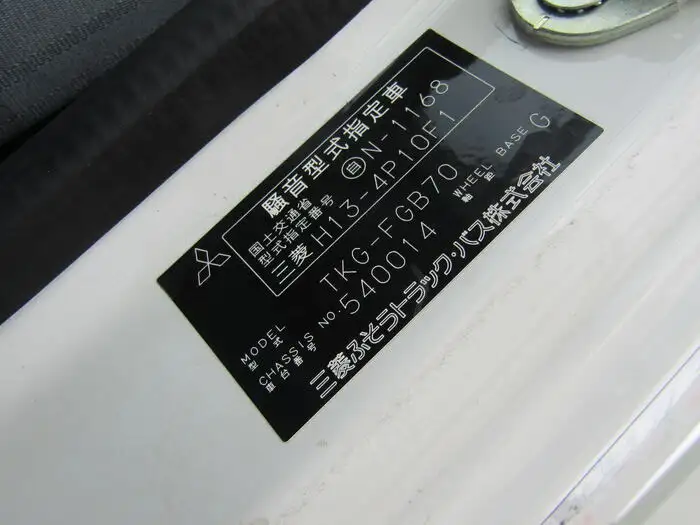 騒音型式指定車
国土交通省
型式指定番号
自N-1168
三菱 H13-4P10F1
MODEL
型式
TKG-FGB70
CHASSIS NO.
車台番号
540014
WHEEL BASE
軸距
G
三菱ふそうトラック・バス株式会社